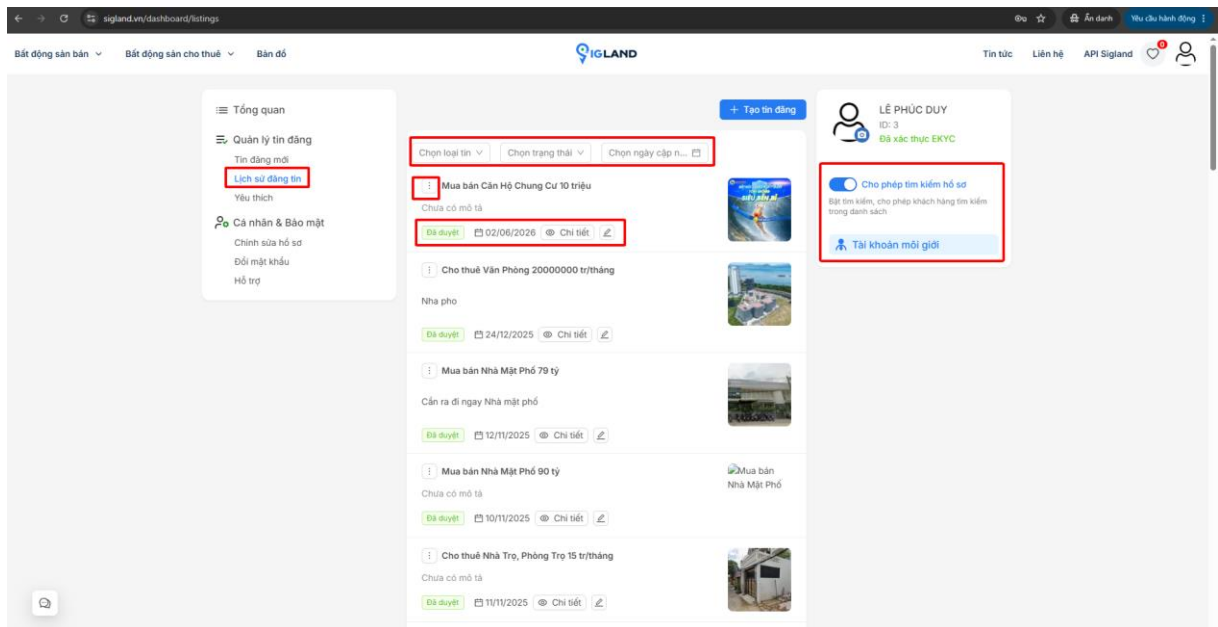 sigland.vn/dashboard/listings
Ẩn danh
Yêu cầu hành động
Bất động sản bán
Bất động sản cho thuê
Bản đồ
SIGLAND
Tin tức
Liên hệ
API Sigland
0
Tổng quan
Quản lý tin đăng
Tin đăng mới
Lịch sử đăng tin
Yêu thích
Cá nhân & Bảo mật
Chỉnh sửa hồ sơ
Đổi mật khẩu
Hỗ trợ
+ Tạo tin đăng
Chọn loại tin
Chọn trạng thái
Chọn ngày cập n...
Mua bán Căn Hộ Chung Cư 10 triệu
Chưa có mô tả
Đã duyệt 02/06/2026 Chi tiết
Cho thuê Văn Phòng 20000000 tr/tháng
Nha pho
Đã duyệt 24/12/2025 Chi tiết
Mua bán Nhà Mặt Phố 79 tỷ
Cần ra đi ngay Nhà mặt phố
Đã duyệt 12/11/2025 Chi tiết
Mua bán Nhà Mặt Phố 90 tỷ
Chưa có mô tả
Đã duyệt 10/11/2025 Chi tiết
Mua bán
Nhà Mặt Phố
Cho thuê Nhà Trọ, Phòng Trọ 15 tr/tháng
Chưa có mô tả
Đã duyệt 11/11/2025 Chi tiết
LÊ PHÚC DUY
ID: 3
Đã xác thực EKYC
Cho phép tìm kiếm hồ sơ
Bật tìm kiếm, cho phép khách hàng tìm kiếm
trong danh sách
Tài khoản môi giới